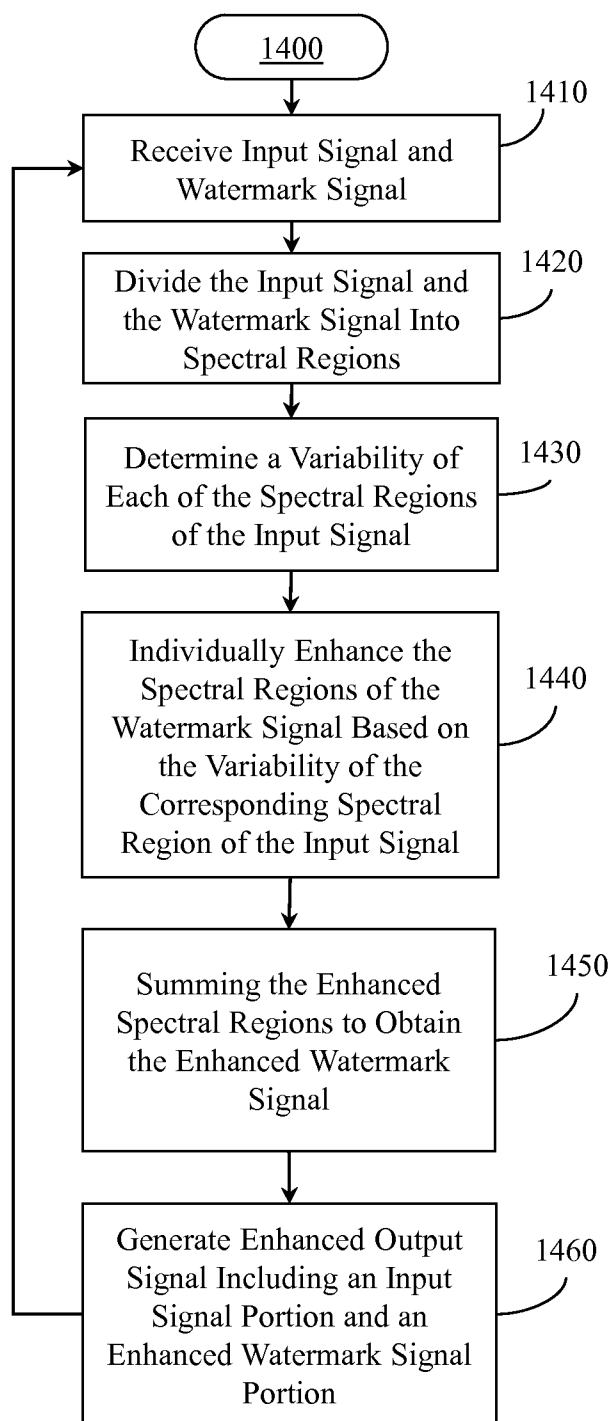 1400
1410
Receive Input Signal and
Watermark Signal
1420
Divide the Input Signal and
the Watermark Signal Into
Spectral Regions
1430
Determine a Variability of
Each of the Spectral Regions
of the Input Signal
1440
Individually Enhance the
Spectral Regions of the
Watermark Signal Based on
the Variability of the
Corresponding Spectral
Region of the Input Signal
1450
Summing the Enhanced
Spectral Regions to Obtain
the Enhanced Watermark
Signal
1460
Generate Enhanced Output
Signal Including an Input
Signal Portion and an
Enhanced Watermark Signal
Portion